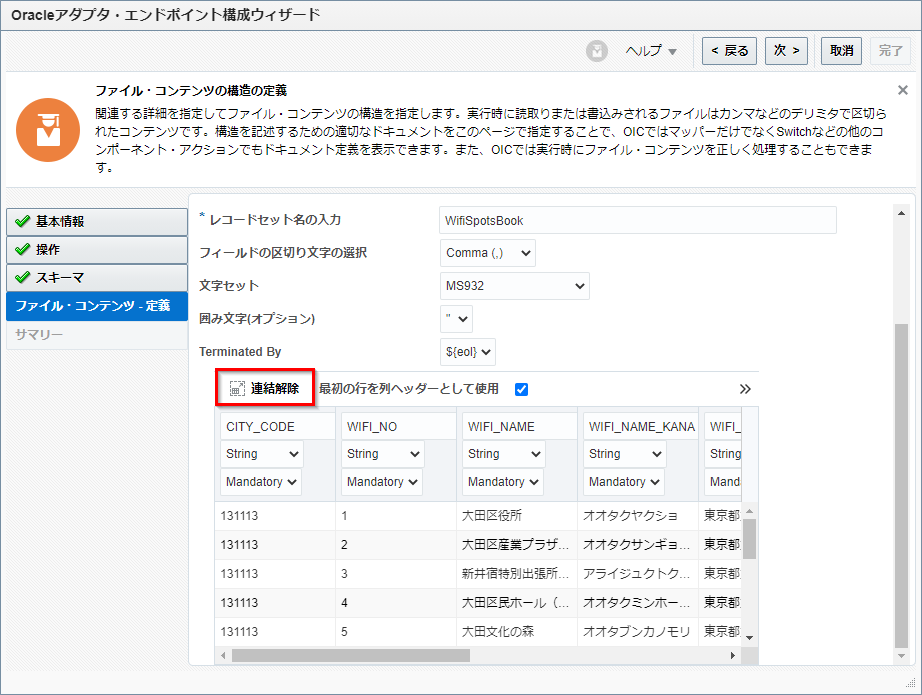 Oracleアダプタ・エンドポイント構成ウィザード
ヘルプ
< 戻る
次 >
取消
完了
ファイル・コンテンツの構造の定義
関連する詳細を指定してファイル・コンテンツの構造を指定します。実行時に読取りまたは書込みされるファイルはカンマなどのデリミタで区切ら
れたコンテンツです。構造を記述するための適切なドキュメントをこのページで指定することで、OICではマッパーだけでなくSwitchなどの他のコ
ンポーネント・アクションでもドキュメント定義を表示できます。また、OICでは実行時にファイル・コンテンツを正しく処理することもできま
す。
基本情報
操作
スキーマ
ファイル・コンテンツ - 定義
サマリー
* レコードセット名の入力 WifiSpotsBook
フィールドの区切り文字の選択 Comma (,)
文字セット MS932
囲み文字(オプション) "
Terminated By ${eol}
連結解除 最初の行を列ヘッダーとして使用 »
CITY_CODE WIFI_NO WIFI_NAME WIFI_NAME_KANA WIFI_
String String String String String
Mandatory Mandatory Mandatory Mandatory Mand
131113 1 大田区役所 オオタクヤクショ 東京都
131113 2 大田区産業プラザ... オオタクサンギョ... 東京都
131113 3 新井宿特別出張所... アライジュクトク... 東京都
131113 4 大田区民ホール（... オオタクミンホー... 東京都
131113 5 大田文化の森 オオタブンカノモリ 東京都